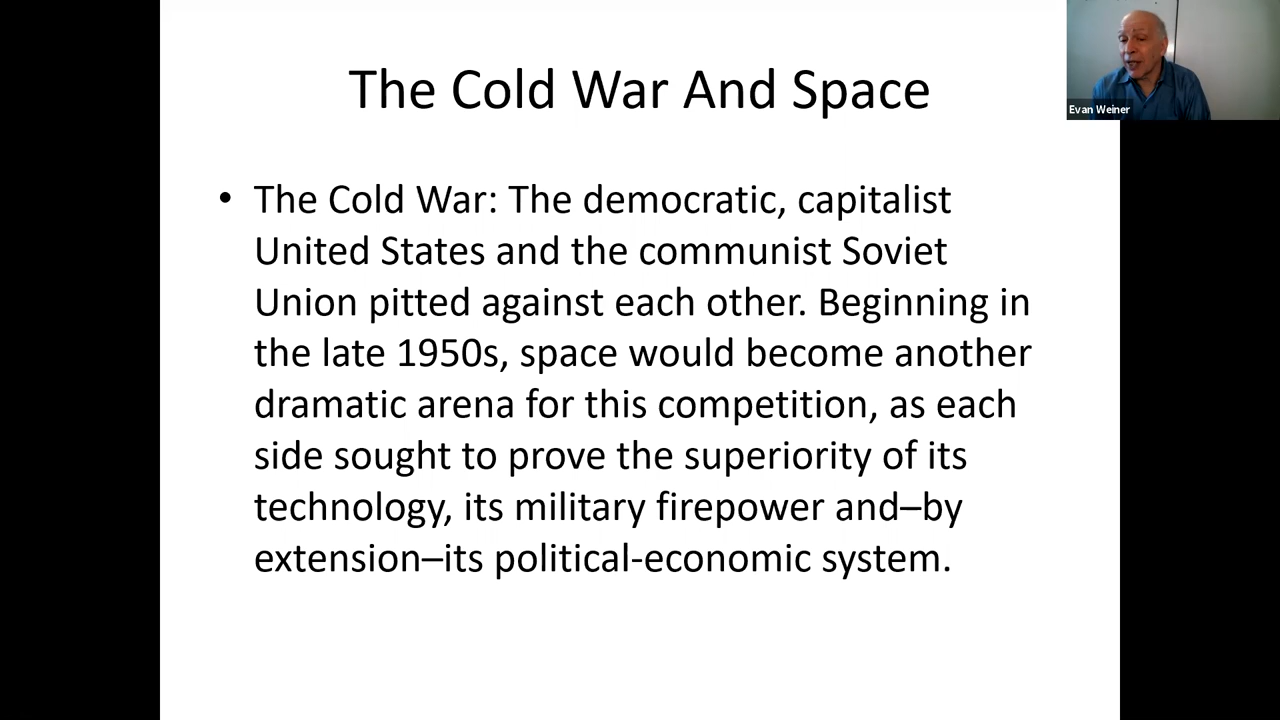 The Cold War And Space
• The Cold War: The democratic, capitalist
United States and the communist Soviet
Union pitted against each other. Beginning in
the late 1950s, space would become another
dramatic arena for this competition, as each
side sought to prove the superiority of its
technology, its military firepower and–by
extension–its political-economic system.
Evan Weiner